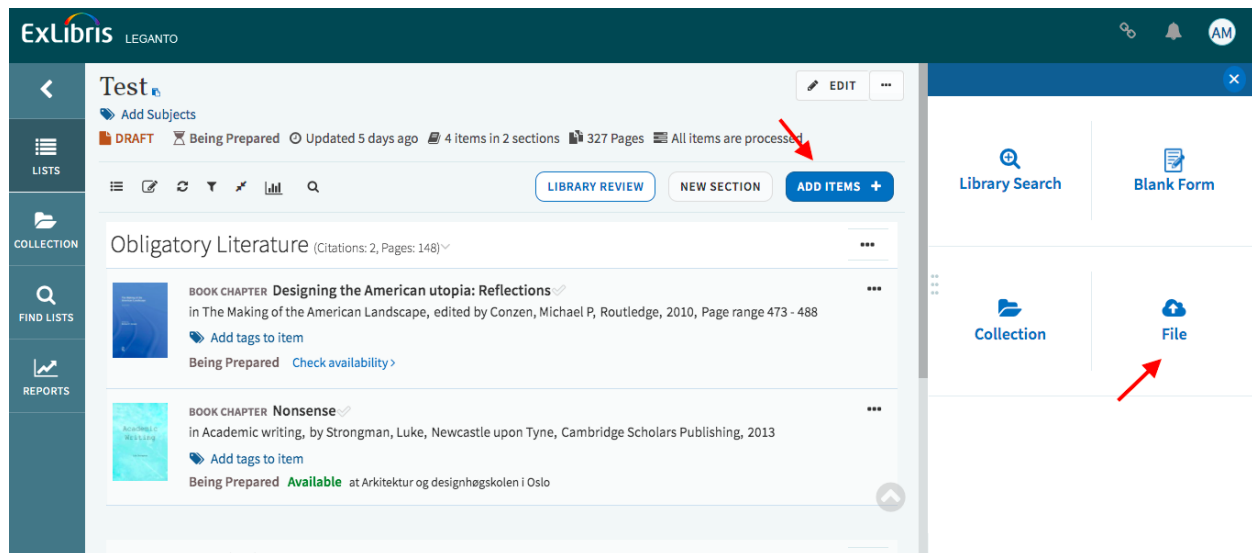 ExLibris LEGANTO
AM
Test
EDIT
Add Subjects
DRAFT Being Prepared Updated 5 days ago 4 items in 2 sections 327 Pages All items are processed
LISTS
LIBRARY REVIEW NEW SECTION ADD ITEMS +
Library Search Blank Form
COLLECTION
Obligatory Literature (Citations: 2, Pages: 148)
BOOK CHAPTER Designing the American utopia: Reflections
in The Making of the American Landscape, edited by Conzen, Michael P, Routledge, 2010, Page range 473 - 488
FIND LISTS
Add tags to item
Collection File
Being Prepared Check availability >
REPORTS
BOOK CHAPTER Nonsense
in Academic writing, by Strongman, Luke, Newcastle upon Tyne, Cambridge Scholars Publishing, 2013
Academic
Writing
Add tags to item
Being Prepared Available at Arkitektur og designhøgskolen i Oslo